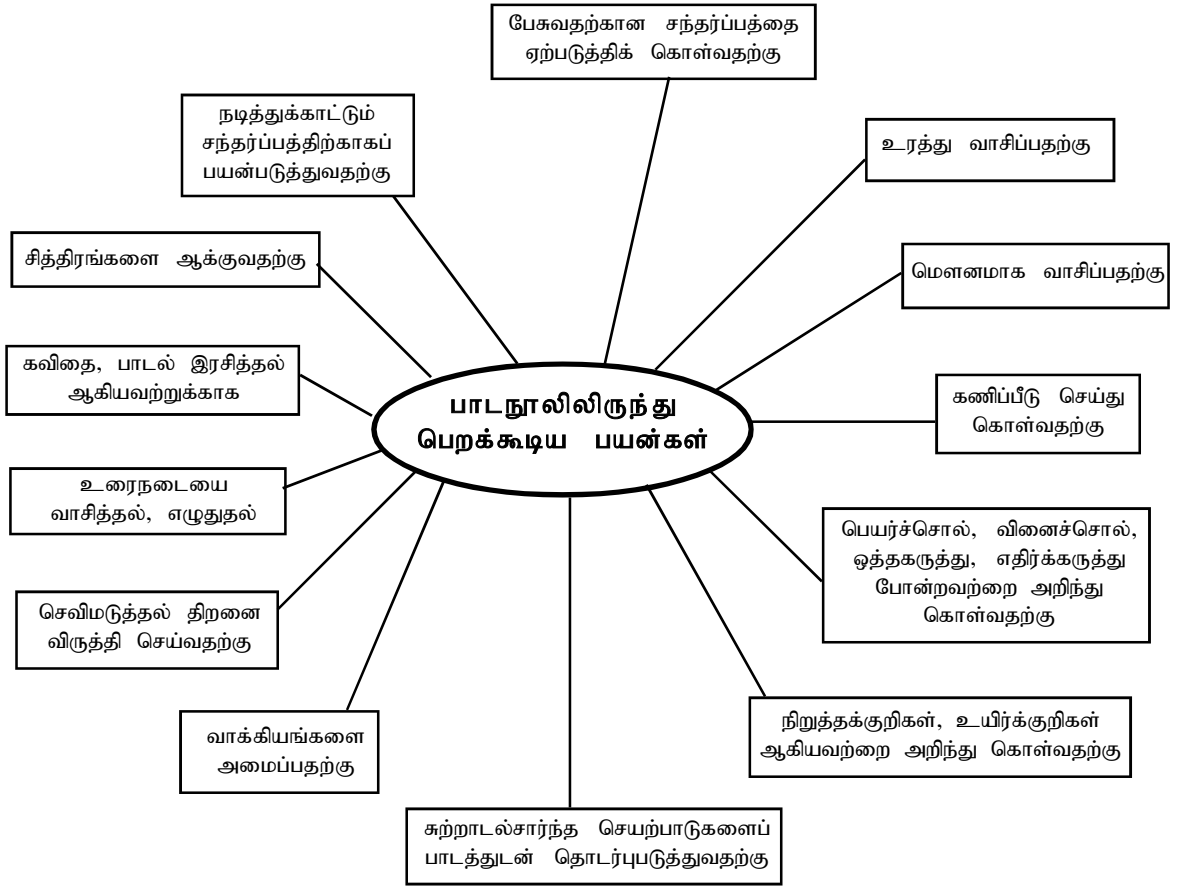 பேசுவதற்கான சந்தர்ப்பத்தை
ஏற்படுத்திக் கொள்வதற்கு
நடித்துக்காட்டும்
சந்தர்ப்பத்திற்காகப்
பயன்படுத்துவதற்கு
உரத்து வாசிப்பதற்கு
சித்திரங்களை ஆக்குவதற்கு
மௌனமாக வாசிப்பதற்கு
கவிதை, பாடல் இரசித்தல்
ஆகியவற்றுக்காக
பாடநூலிலிருந்து
பெறக்கூடிய பயன்கள்
கணிப்பீடு செய்து
கொள்வதற்கு
உரைநடையை
வாசித்தல், எழுதுதல்
பெயர்ச்சொல், வினைச்சொல்,
ஒத்தகருத்து, எதிர்க்கருத்து
போன்றவற்றை அறிந்து
கொள்வதற்கு
செவிமடுத்தல் திறனை
விருத்தி செய்வதற்கு
வாக்கியங்களை
அமைப்பதற்கு
நிறுத்தக்குறிகள், உயிர்க்குறிகள்
ஆகியவற்றை அறிந்து கொள்வதற்கு
சுற்றாடல்சார்ந்த செயற்பாடுகளைப்
பாடத்துடன் தொடர்புபடுத்துவதற்கு